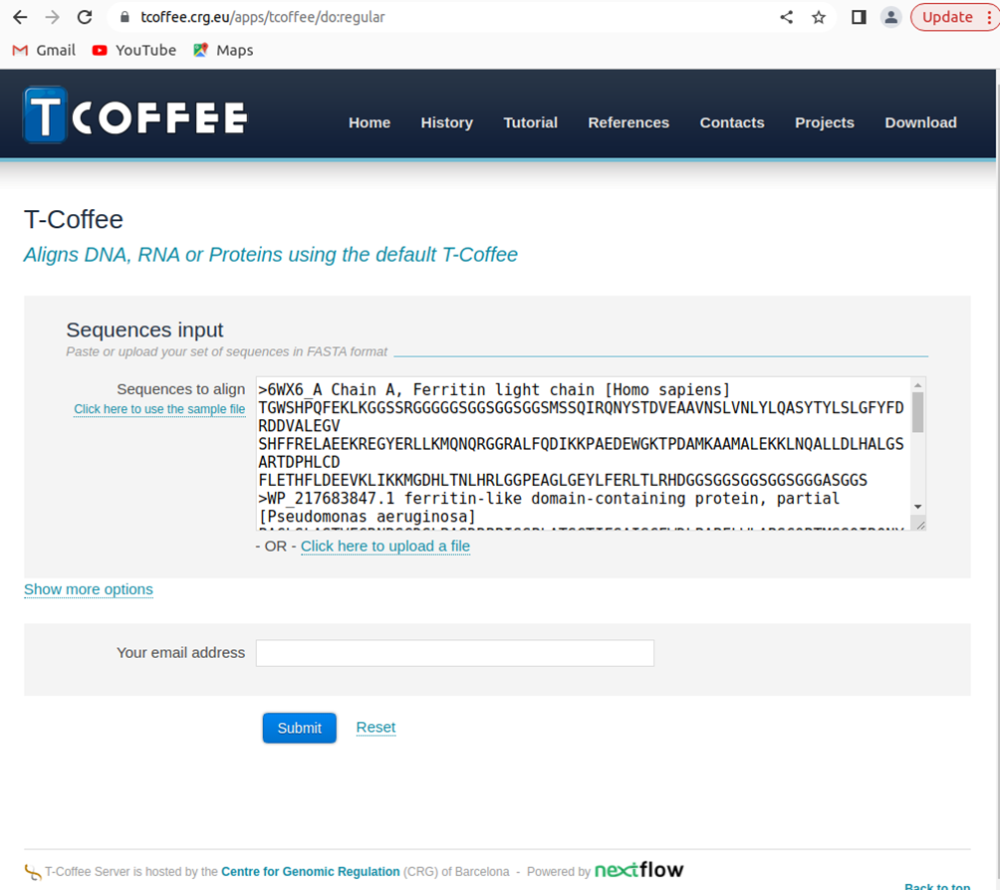 tcoffee.crg.eu/apps/tcoffee/do:regular
Update
Gmail YouTube Maps
T COFFEE
Home History Tutorial References Contacts Projects Download
T-Coffee
Aligns DNA, RNA or Proteins using the default T-Coffee
Sequences input
Paste or upload your set of sequences in FASTA format
Sequences to align
Click here to use the sample file
>6WX6_A Chain A, Ferritin light chain [Homo sapiens]
TGWSHPQFEKLKGGSSRGGGGGSGGSGGSGGSMSSQIRQNYSTDVEAAVNSLVNLYLQASYTYLSLGFYFD
RDDVALEGV
SHFFRELAEEKREGYERLLKMQNQRGGRALFQDIKKPAEDEWGKTPDAMKAAMALEKKLNQALLDLHALGS
ARTDPHLCD
FLETHFLDEEVKLIKKMGDHLTNLHRLGGPEAGLGEYLFERLTLRHDGGSGGSGGSGGSGGSGGGASGGS
>WP_217683847.1 ferritin-like domain-containing protein, partial
[Pseudomonas aeruginosa]
- OR - Click here to upload a file
Show more options
Your email address
Submit Reset
T-Coffee Server is hosted by the Centre for Genomic Regulation (CRG) of Barcelona - Powered by nextflow
Back to top